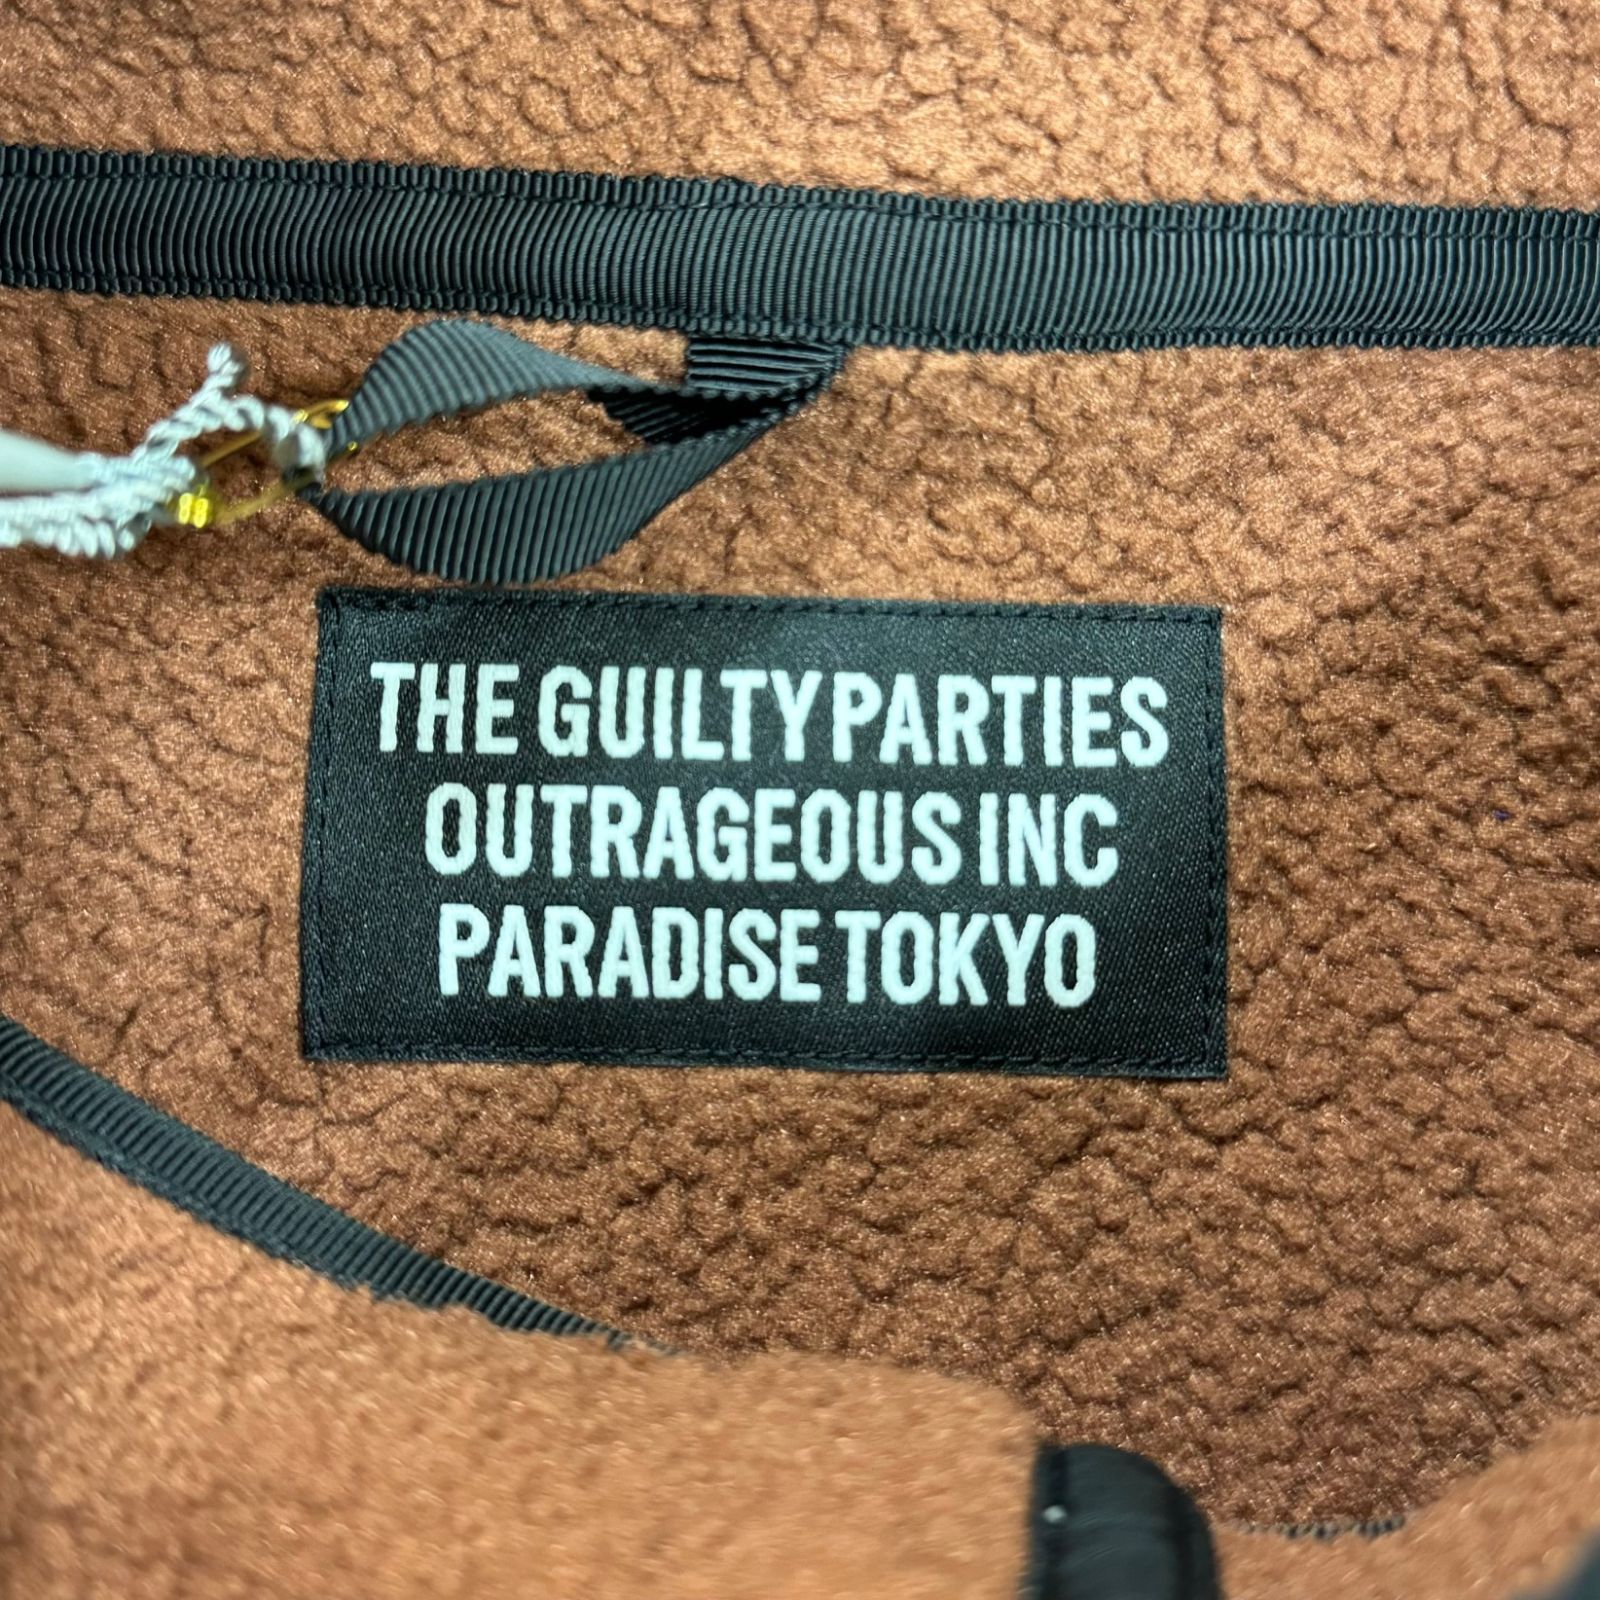 THE GUILTY PARTIES
OUTRAGEOUS INC
PARADISE TOKYO